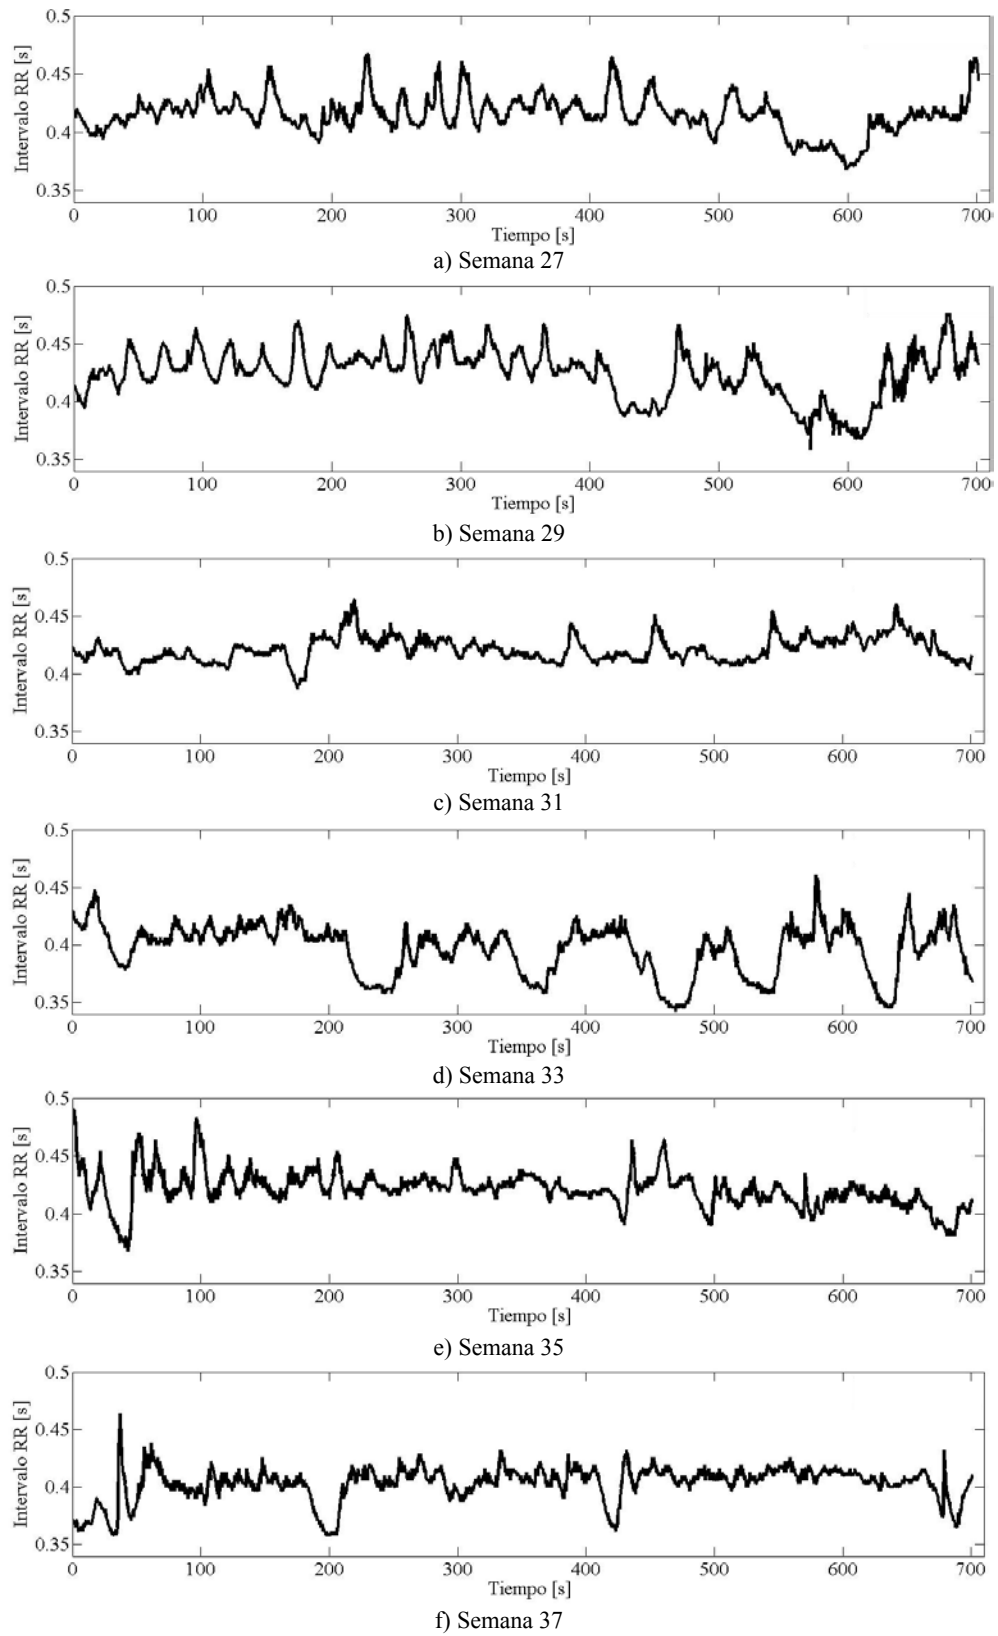 0.5
0.45
0.4
0.35
Intervalo RR [s]
0 100 200 300 400 500 600 700
Tiempo [s]
a) Semana 27
0.5
0.45
0.4
0.35
Intervalo RR [s]
0 100 200 300 400 500 600 700
Tiempo [s]
b) Semana 29
0.5
0.45
0.4
0.35
Intervalo RR [s]
0 100 200 300 400 500 600 700
Tiempo [s]
c) Semana 31
0.5
0.45
0.4
0.35
Intervalo RR [s]
0 100 200 300 400 500 600 700
Tiempo [s]
d) Semana 33
0.5
0.45
0.4
0.35
Intervalo RR [s]
0 100 200 300 400 500 600 700
Tiempo [s]
e) Semana 35
0.5
0.45
0.4
0.35
Intervalo RR [s]
0 100 200 300 400 500 600 700
Tiempo [s]
f) Semana 37